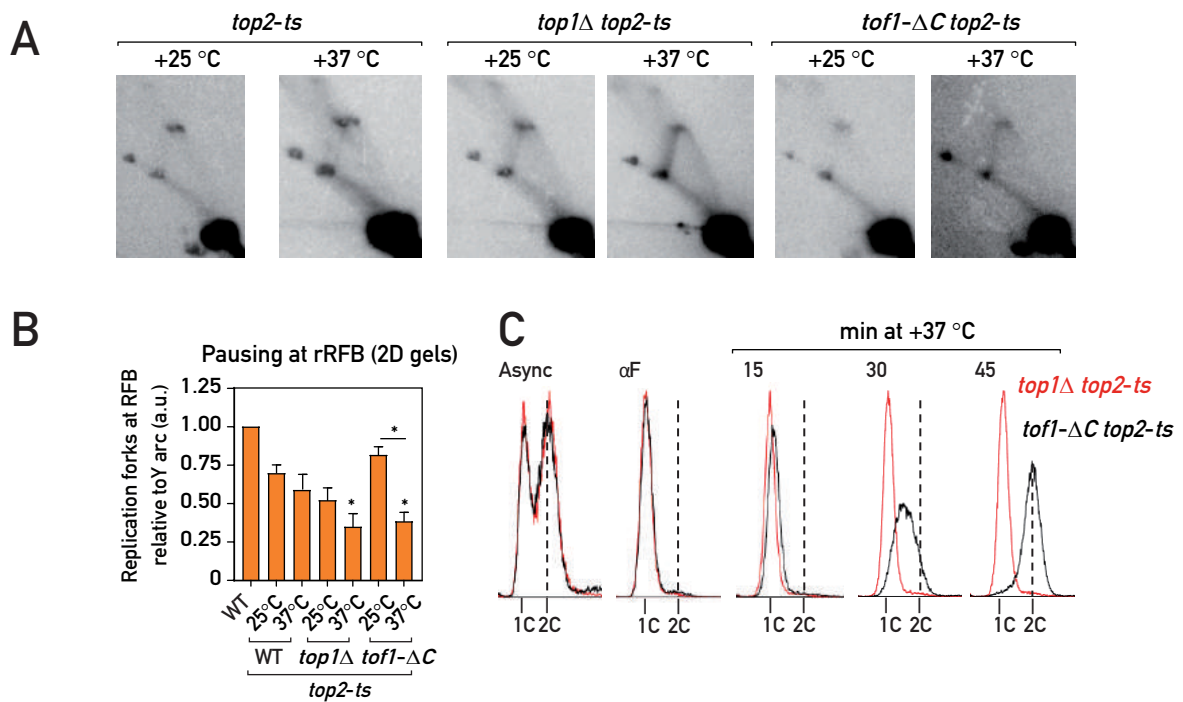 A
top2-ts
top1Δ top2-ts
tof1-ΔC top2-ts
+25 °C
+37 °C
+25 °C
+37 °C
+25 °C
+37 °C
B
Pausing at rRFB (2D gels)
Replication forks at RFB
relative toY arc (a.u.)
1.25
1.00
0.75
0.50
0.25
0
*
*
*
WT
25°C
37°C
25°C
37°C
25°C
37°C
WT
top1Δ
tof1-ΔC
top2-ts
C
min at +37 °C
Async
αF
15
30
45
top1Δ top2-ts
tof1-ΔC top2-ts
1C 2C
1C 2C
1C 2C
1C 2C
1C 2C